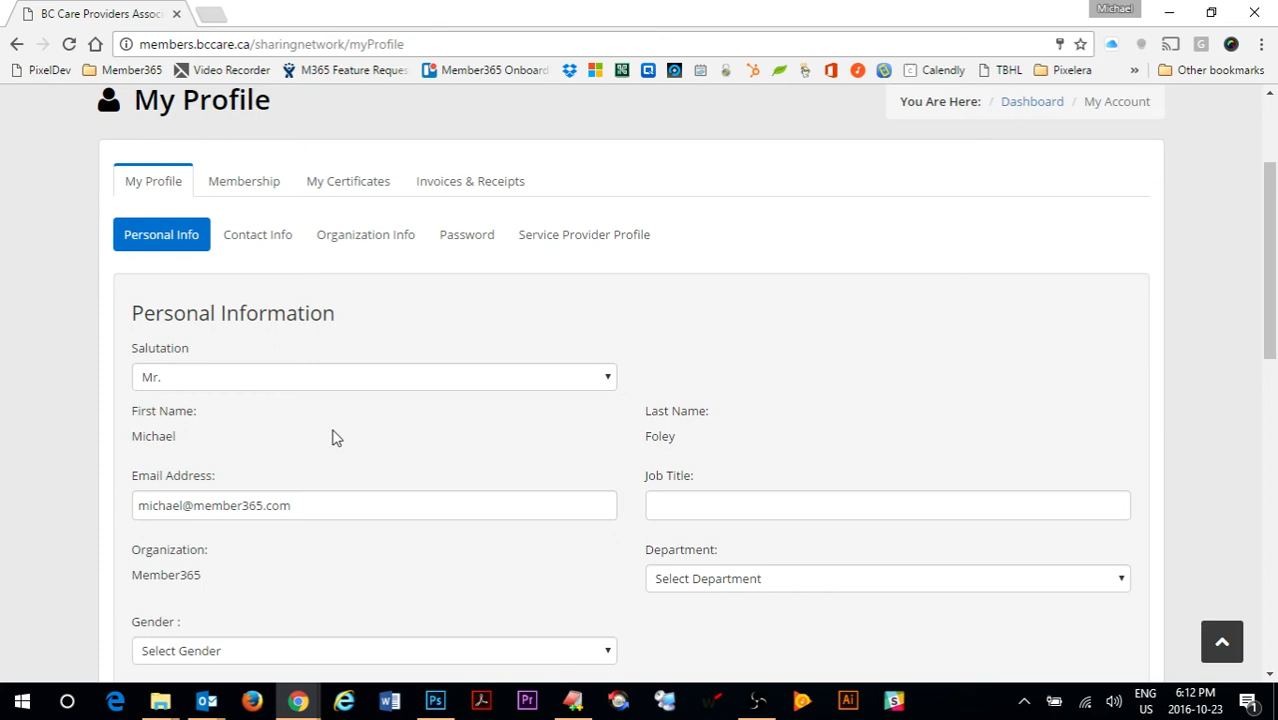 BC Care Providers Assoc
Michael
members.bccare.ca/sharingnetwork/myProfile
PixelDev Member365 Video Recorder M365 Feature Reques Member365 Onboard Calendly TBHL Pixelera » Other bookmarks
My Profile
You Are Here: / Dashboard / My Account
My Profile Membership My Certificates Invoices & Receipts
Personal Info Contact Info Organization Info Password Service Provider Profile
Personal Information
Salutation
Mr.
First Name: Last Name:
Michael Foley
Email Address: Job Title:
michael@member365.com
Organization: Department:
Member365 Select Department
Gender :
Select Gender
ENG 6:12 PM
US 2016-10-23